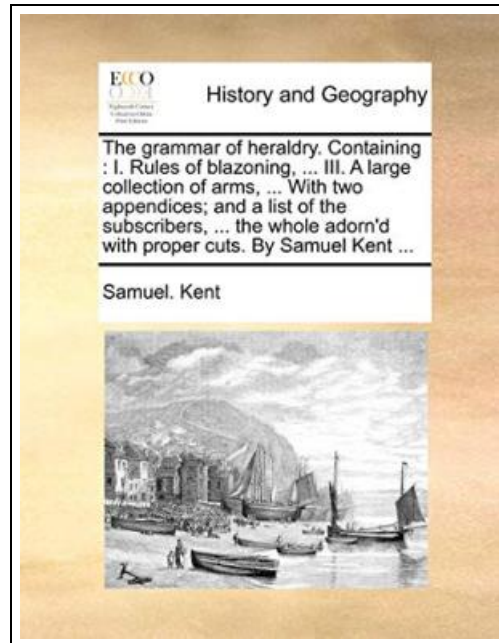 ECCO
History and Geography
The grammar of heraldry. Containing
: I. Rules of blazoning, ... III. A large
collection of arms, ... With two
appendices; and a list of the
subscribers, ... the whole adorn'd
with proper cuts. By Samuel Kent ...
Samuel. Kent